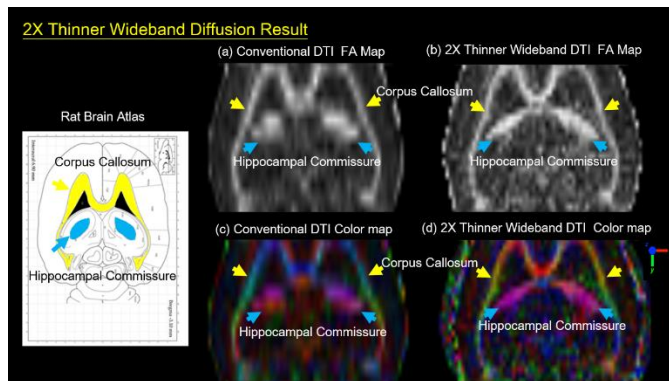 2X Thinner Wideband Diffusion Result
(a) Conventional DTI FA Map
(b) 2X Thinner Wideband DTI FA Map
Corpus Callosum
Rat Brain Atlas
Corpus Callosum
Hippocampal Commissure
Hippocampal Commissure
Hippocampal Commissure
(c) Conventional DTI Color map
(d) 2X Thinner Wideband DTI Color map
Corpus Callosum
Hippocampal Commissure
Hippocampal Commissure